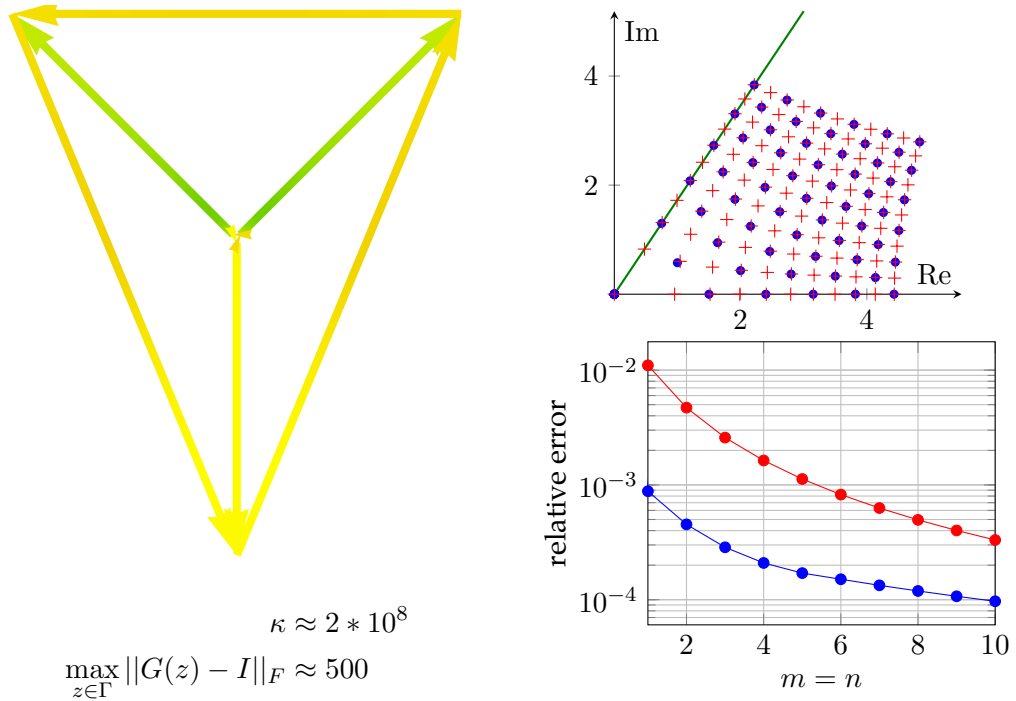 κ ≈ 2 * 10^8
max ||G(z) − I||_F ≈ 500
z∈Γ
Im
4
2
Re
2 4
10^−2
10^−3
10^−4
relative error
2 4 6 8 10
m = n